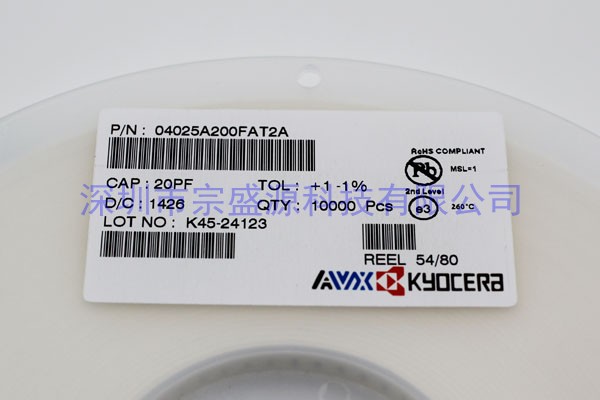 P/N : 04025A200FAT2A
RoHS COMPLIANT
Pb
MSL=1
2nd Level
CAP : 20PF
TOL : +1 -1%
深圳市宗盛源科技有限公司
D/C : 1426
QTY : 10000 Pcs
e3
260°C
LOT NO : K45-24123
REEL 54/80
AVX KYOCERA